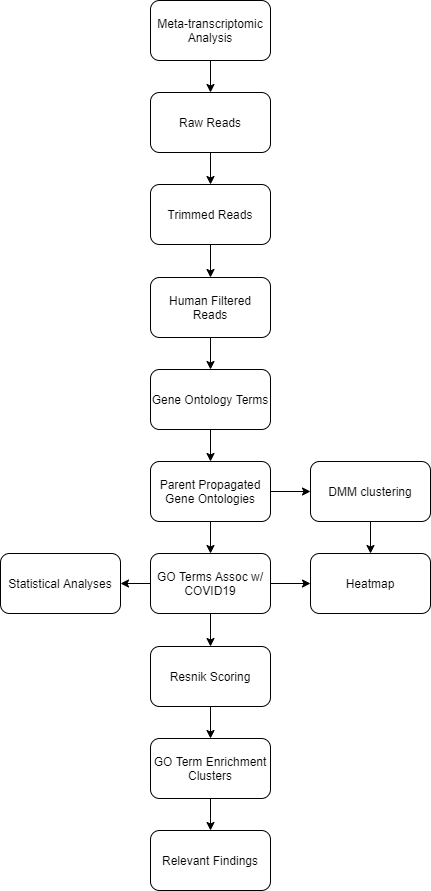 Meta-transcriptomic
Analysis
Raw Reads
Trimmed Reads
Human Filtered
Reads
Gene Ontology Terms
Parent Propagated
Gene Ontologies
DMM clustering
Statistical Analyses
GO Terms Assoc w/
COVID19
Heatmap
Resnik Scoring
GO Term Enrichment
Clusters
Relevant Findings